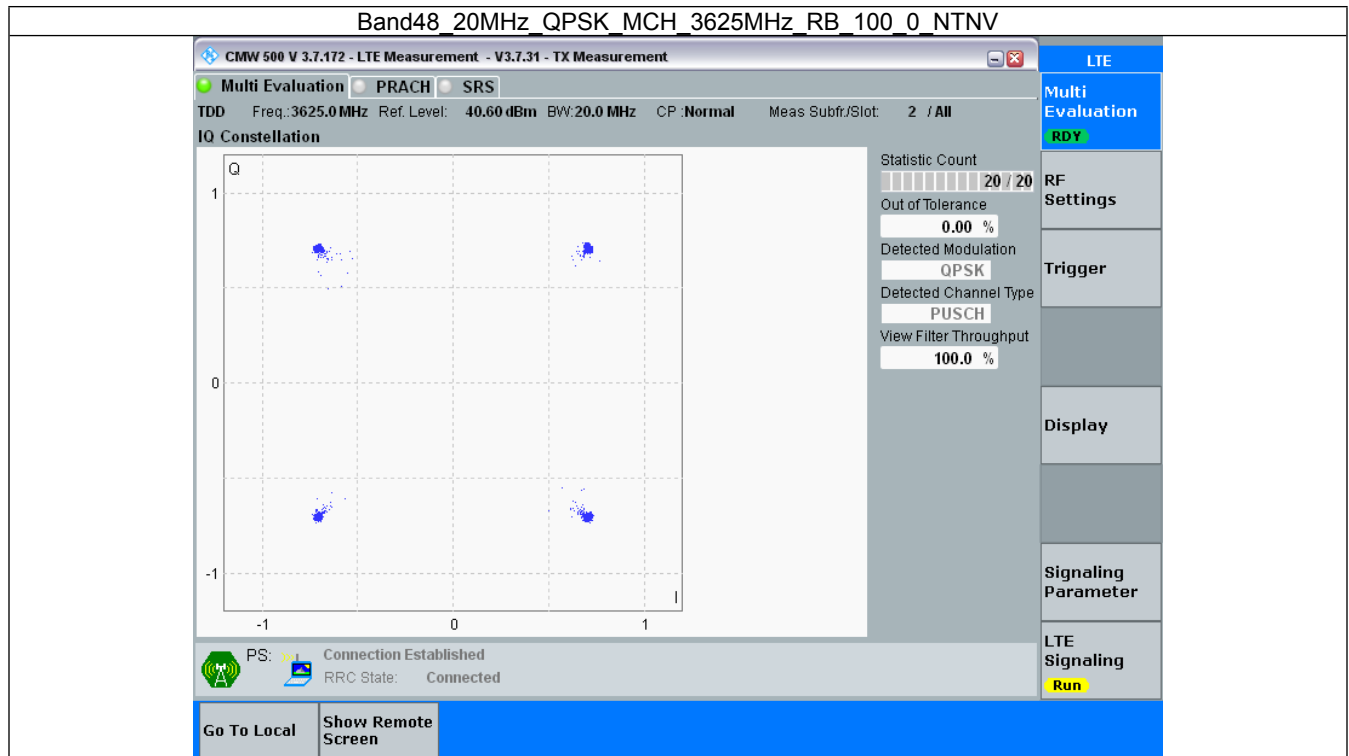 Band48_20MHz_QPSK_MCH_3625MHz_RB_100_0_NTNV
CMW 500 V 3.7.172 - LTE Measurement - V3.7.31 - TX Measurement
LTE
Multi Evaluation PRACH SRS
TDD Freq.:3625.0 MHz Ref. Level: 40.60 dBm BW:20.0 MHz CP :Normal Meas Subfr./Slot: 2 / All
IQ Constellation
Q
1
0
-1
I
-1 0 1
Statistic Count
20 / 20
Out of Tolerance
0.00 %
Detected Modulation
QPSK
Detected Channel Type
PUSCH
View Filter Throughput
100.0 %
Multi
Evaluation
RDY
RF
Settings
Trigger
Display
Signaling
Parameter
LTE
Signaling
Run
PS: Connection Established
RRC State: Connected
Go To Local
Show Remote
Screen